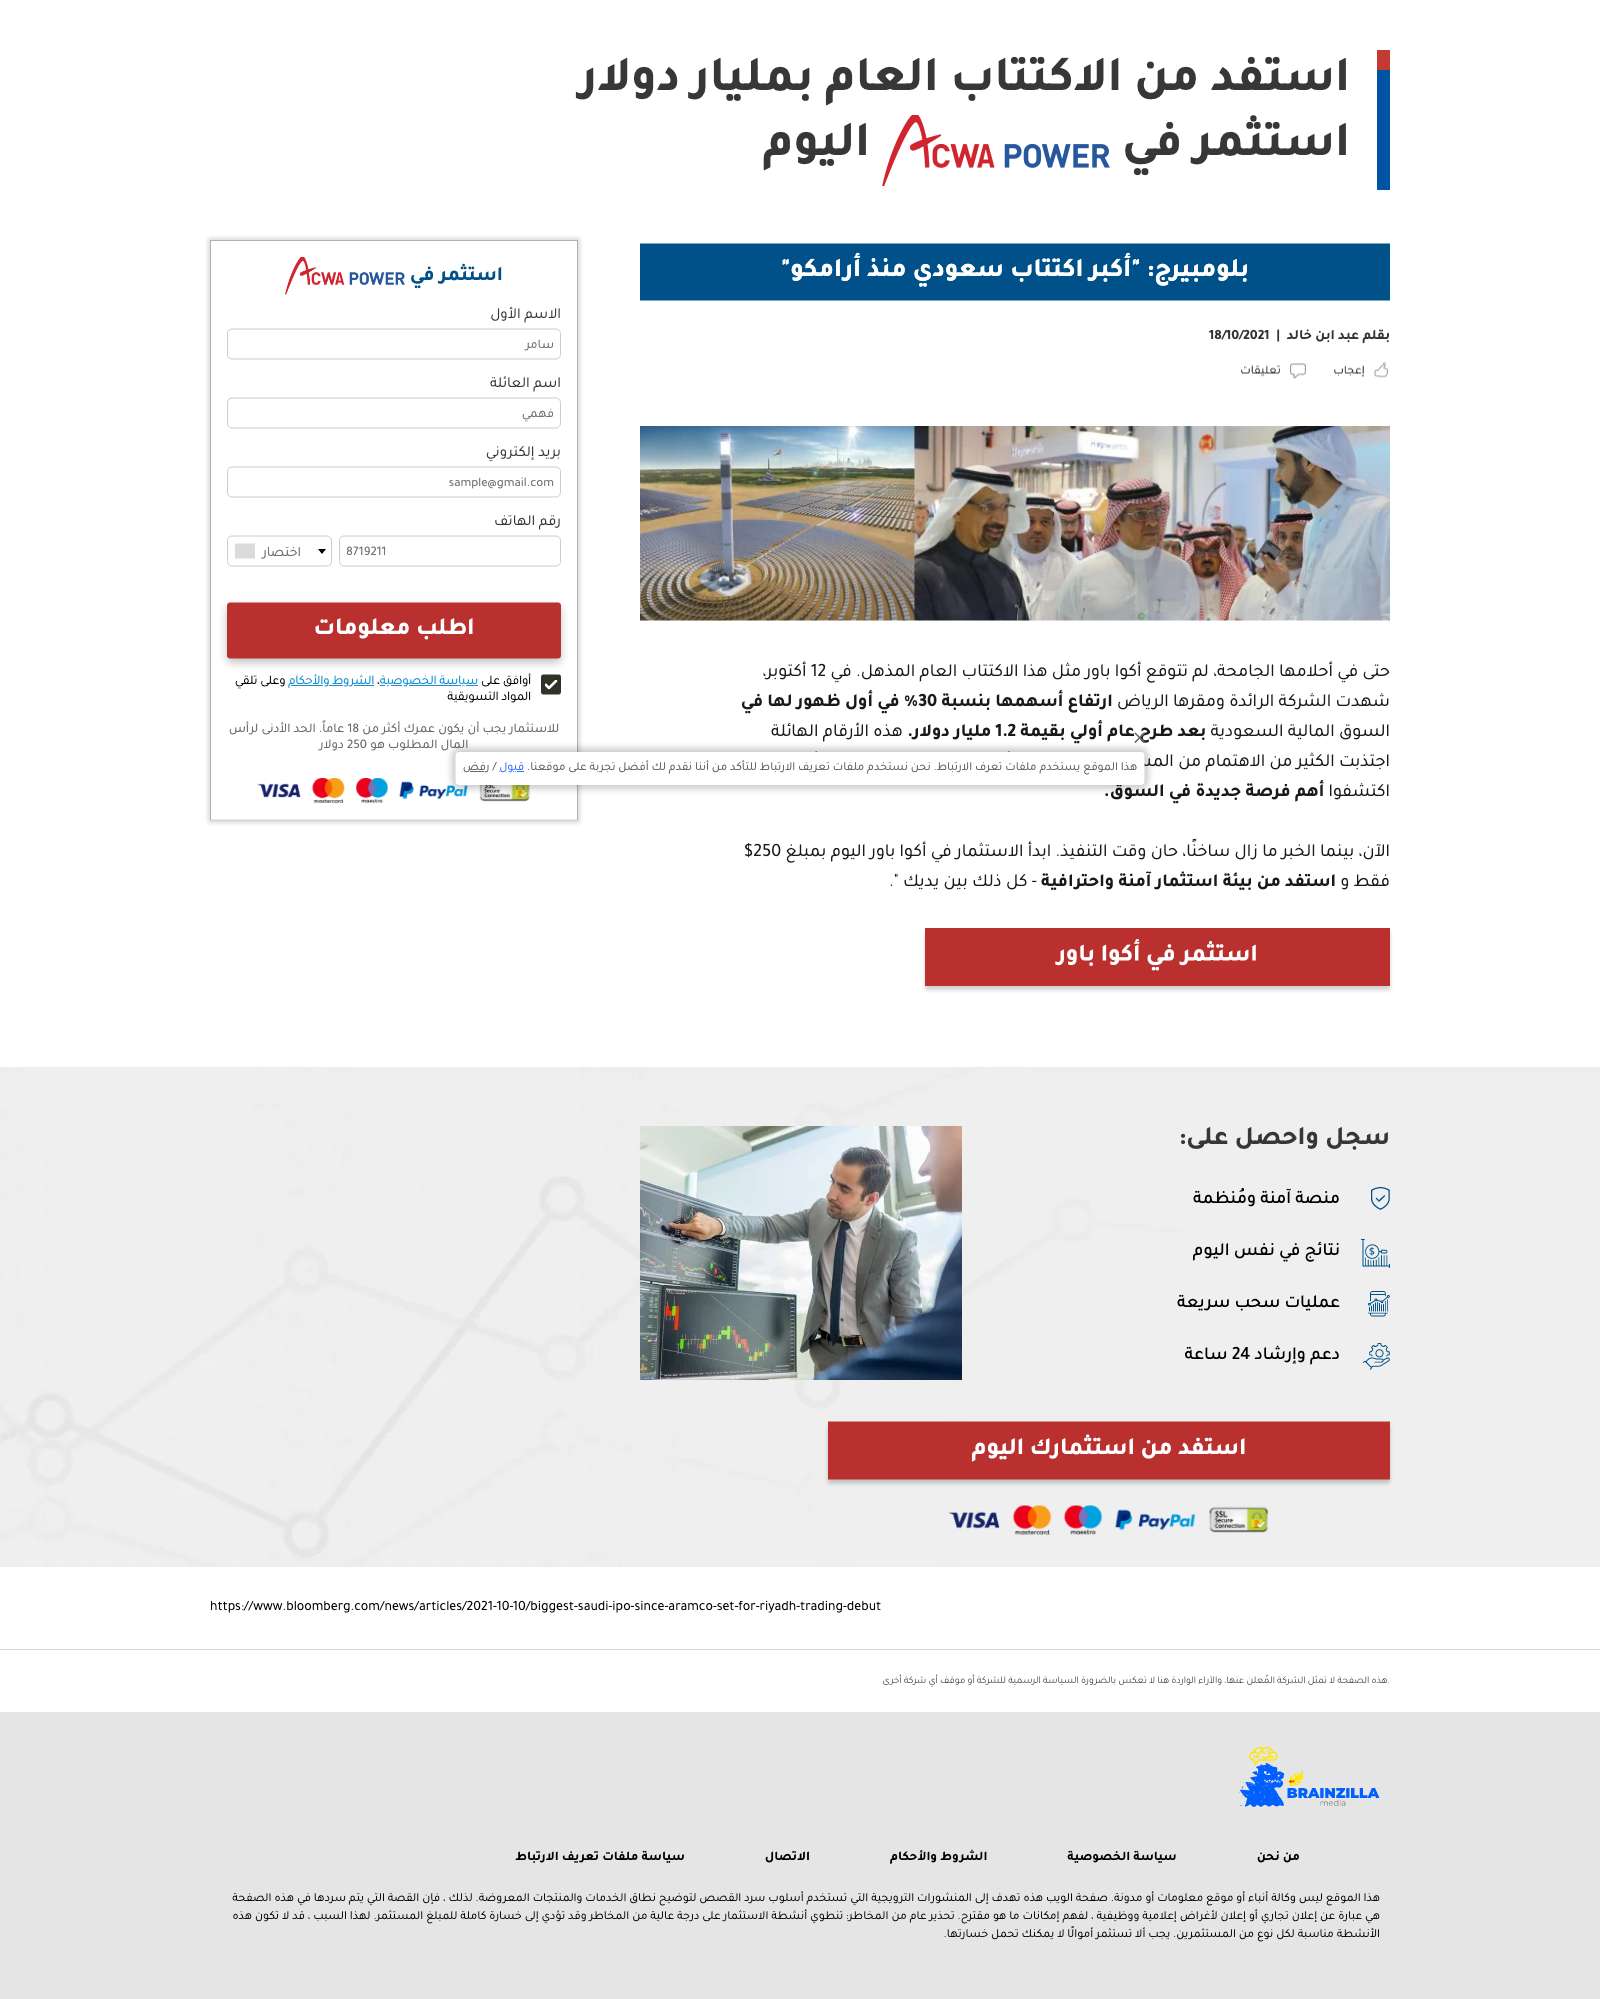 استفد من الاكتتاب العام بمليار دولار
استثمر في ACWA POWER اليوم
بلومبيرج: "أكبر اكتتاب سعودي منذ أرامكو"
بقلم عبد ابن خالد | 18/10/2021
إعجاب
تعليقات
حتى في أحلامها الجامحة، لم تتوقع أكوا باور مثل هذا الاكتتاب العام المذهل. في 12 أكتوبر،
شهدت الشركة الرائدة ومقرها الرياض ارتفاع أسهمها بنسبة 30% في أول ظهور لها في
السوق المالية السعودية بعد طرح عام أولي بقيمة 1.2 مليار دولار. هذه الأرقام الهائلة
اجتذبت الكثير من الاهتمام من
اكتشفوا أهم فرصة جديدة في السوق.
الآن، بينما الخبر ما زال ساخنًا، حان وقت التنفيذ. ابدأ الاستثمار في أكوا باور اليوم بمبلغ 250$
فقط و استفد من بيئة استثمار آمنة واحترافية - كل ذلك بين يديك ".
استثمر في أكوا باور
استثمر في ACWA POWER
الاسم الأول
سامر
اسم العائلة
فهمي
بريد إلكتروني
sample@gmail.com
رقم الهاتف
8719211
اختصار
اطلب معلومات
أوافق على سياسة الخصوصية، الشروط والأحكام وعلى تلقي
المواد التسويقية
للاستثمار يجب أن يكون عمرك أكثر من 18 عاماً. الحد الأدنى لرأس
المال المطلوب هو 250 دولار
VISA mastercard maestro PayPal
هذا الموقع يستخدم ملفات تعرف الارتباط. نحن نستخدم ملفات تعريف الارتباط للتأكد من أننا نقدم لك أفضل تجربة على موقعنا. قبول / رفض
سجل واحصل على:
منصة آمنة ومُنظمة
نتائج في نفس اليوم
عمليات سحب سريعة
دعم وإرشاد 24 ساعة
استفد من استثمارك اليوم
VISA mastercard maestro PayPal SSL Secure Connection
https://www.bloomberg.com/news/articles/2021-10-10/biggest-saudi-ipo-since-aramco-set-for-riyadh-trading-debut
هذه الصفحة لا تمثل الشركة المُعلن عنها. والآراء الواردة هنا لا تعكس بالضرورة السياسة الرسمية للشركة أو موقف أي شركة أخرى.
BRAINZILLA
media
من نحن
سياسة الخصوصية
الشروط والأحكام
الاتصال
سياسة ملفات تعريف الارتباط
هذا الموقع ليس وكالة أنباء أو موقع معلومات أو مدونة. صفحة الويب هذه تهدف إلى المنشورات الترويجية التي تستخدم أسلوب سرد القصص لتوضيح نطاق الخدمات والمنتجات المعروضة. لذلك ، فإن القصة التي يتم سردها في هذه الصفحة
هي عبارة عن إعلان تجاري أو إعلان لأغراض إعلامية ووظيفية ، لفهم إمكانات ما هو مقترح. تحذير عام من المخاطر: تنطوي أنشطة الاستثمار على درجة عالية من المخاطر وقد تؤدي إلى خسارة كاملة للمبلغ المستثمر. لهذا السبب ، قد لا تكون هذه
الأنشطة مناسبة لكل نوع من المستثمرين. يجب ألا تستثمر أموالًا لا يمكنك تحمل خسارتها.